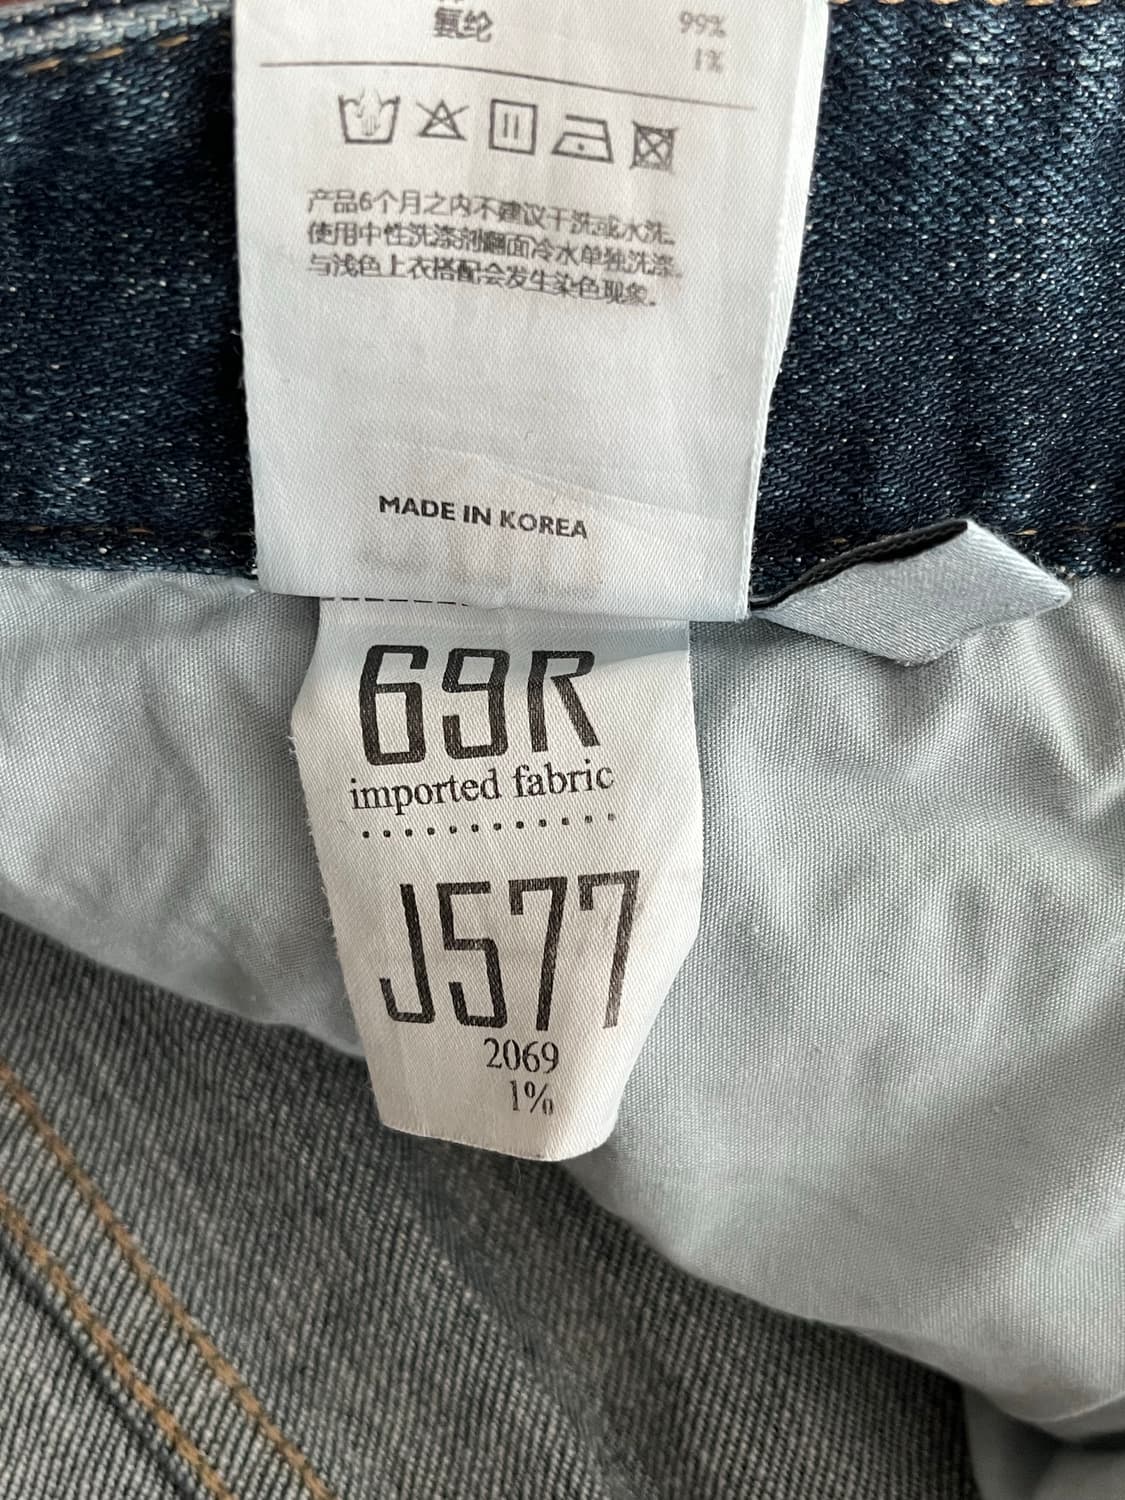 氨纶 99%
1%
产品6个月之内不建议干洗或水洗。
使用中性洗涤剂翻面冷水单独洗涤。
与浅色上衣搭配会发生染色现象。
MADE IN KOREA
69R
imported fabric
J577
2069
1%